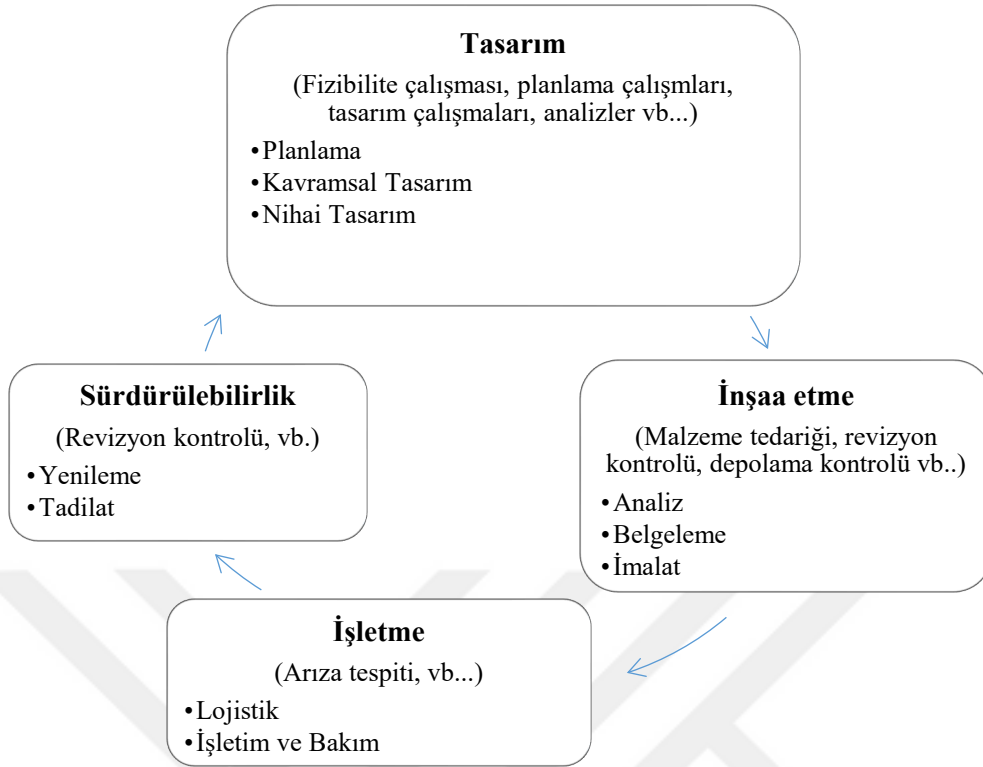 Tasarım
(Fizibilite çalışması, planlama çalışmları,
tasarım çalışmaları, analizler vb...)
•Planlama
•Kavramsal Tasarım
•Nihai Tasarım
Sürdürülebilirlik
(Revizyon kontrolü, vb.)
•Yenileme
•Tadilat
İnşaa etme
(Malzeme tedariği, revizyon
kontrolü, depolama kontrolü vb..)
•Analiz
•Belgeleme
•İmalat
İşletme
(Arıza tespiti, vb...)
•Lojistik
•İşletim ve Bakım